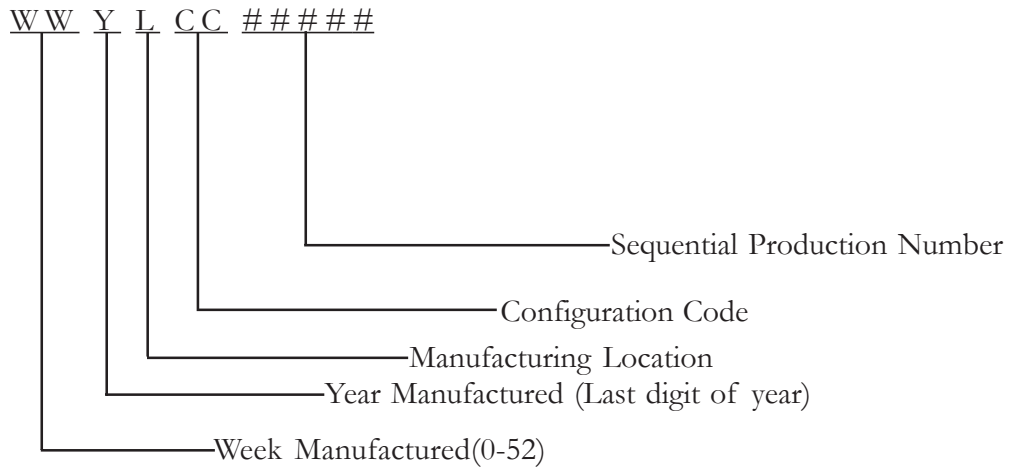 WW Y L CC #####
Sequential Production Number
Configuration Code
Manufacturing Location
Year Manufactured (Last digit of year)
Week Manufactured(0-52)